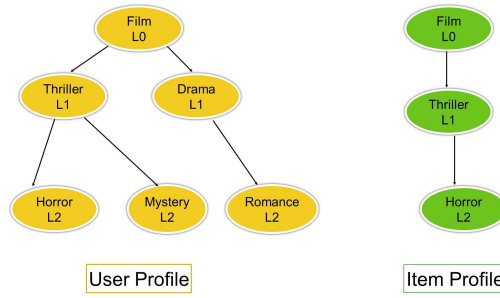 Film
L0
Film
L0
Thriller
L1
Drama
L1
Thriller
L1
Horror
L2
Mystery
L2
Romance
L2
Horror
L2
User Profile
Item Profile